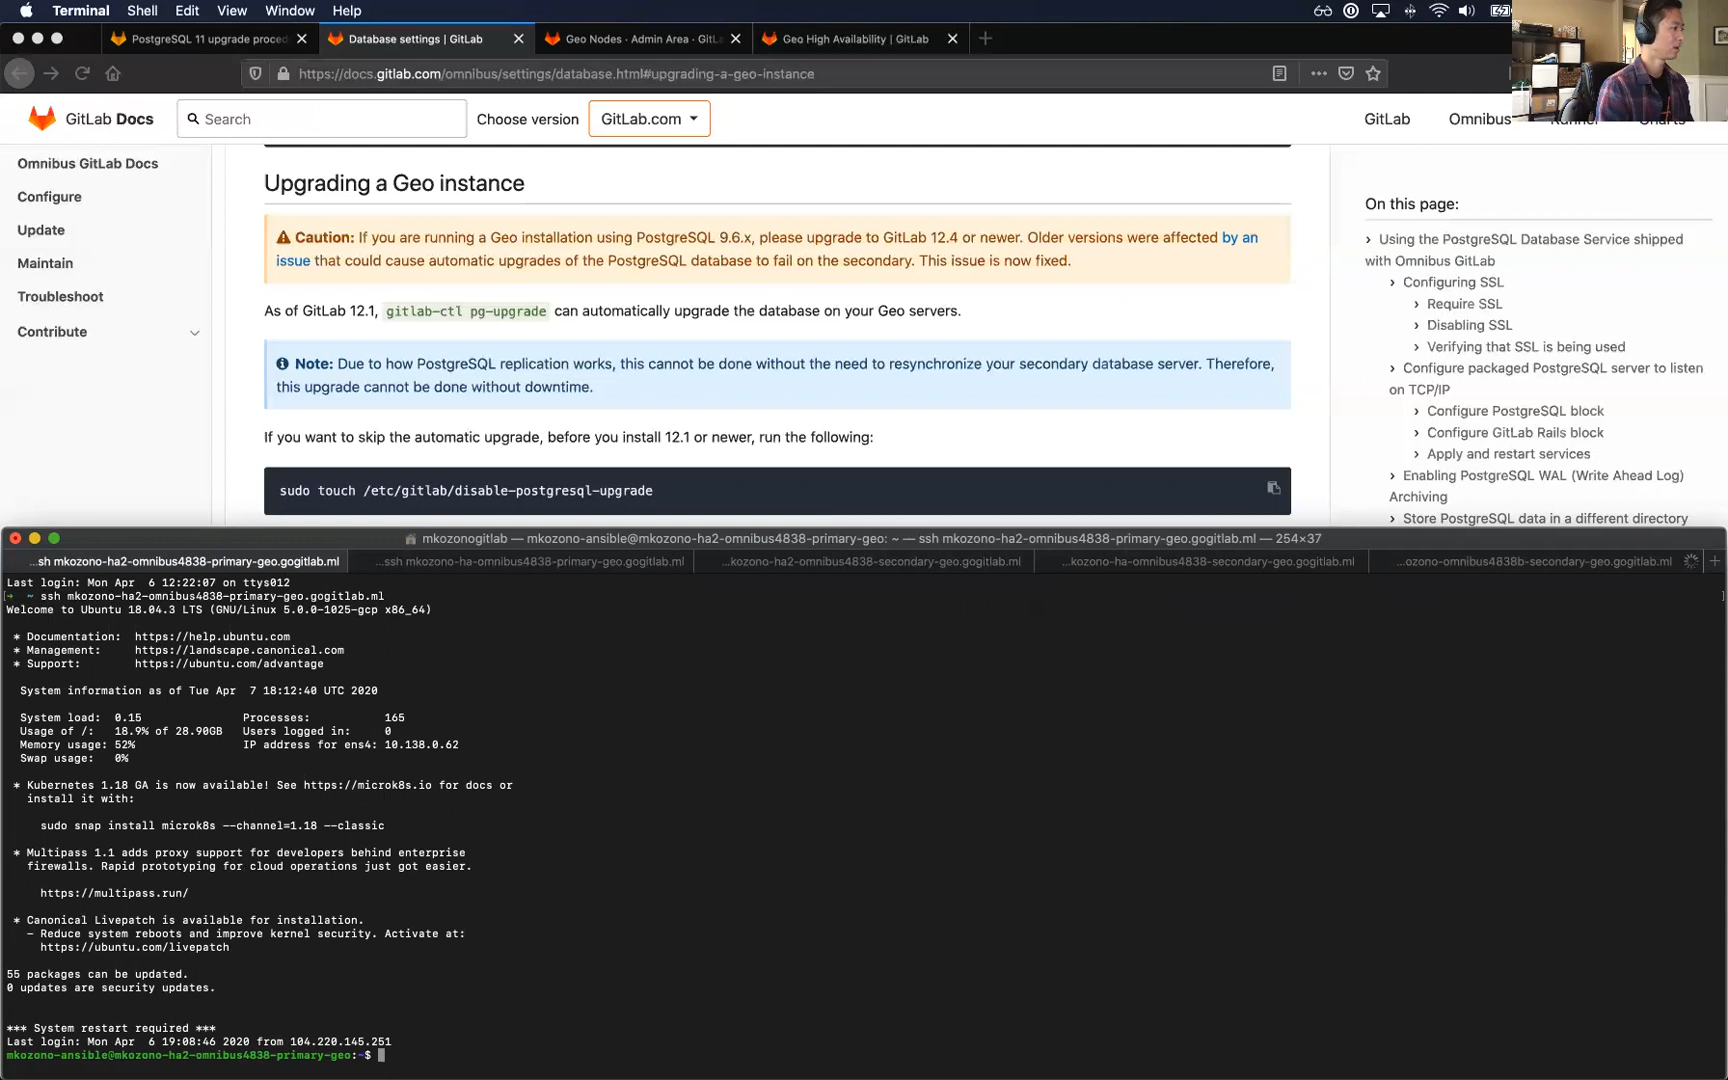 Terminal Shell Edit View Window Help
PostgreSQL 11 upgrade proced Database settings | GitLab Geo Nodes · Admin Area · GitL Geo High Availability | GitLab
https://docs.gitlab.com/omnibus/settings/database.html#upgrading-a-geo-instance
GitLab Docs Search Choose version GitLab.com GitLab Omnibus Runner Charts
Omnibus GitLab Docs
Configure
Update
Maintain
Troubleshoot
Contribute
Upgrading a Geo instance
Caution: If you are running a Geo installation using PostgreSQL 9.6.x, please upgrade to GitLab 12.4 or newer. Older versions were affected by an
issue that could cause automatic upgrades of the PostgreSQL database to fail on the secondary. This issue is now fixed.
As of GitLab 12.1, gitlab-ctl pg-upgrade can automatically upgrade the database on your Geo servers.
Note: Due to how PostgreSQL replication works, this cannot be done without the need to resynchronize your secondary database server. Therefore,
this upgrade cannot be done without downtime.
If you want to skip the automatic upgrade, before you install 12.1 or newer, run the following:
sudo touch /etc/gitlab/disable-postgresql-upgrade
On this page:
› Using the PostgreSQL Database Service shipped
with Omnibus GitLab
› Configuring SSL
› Require SSL
› Disabling SSL
› Verifying that SSL is being used
› Configure packaged PostgreSQL server to listen
on TCP/IP
› Configure PostgreSQL block
› Configure GitLab Rails block
› Apply and restart services
› Enabling PostgreSQL WAL (Write Ahead Log)
Archiving
› Store PostgreSQL data in a different directory
mkozonogitlab — mkozono-ansible@mkozono-ha2-omnibus4838-primary-geo: ~ — ssh mkozono-ha2-omnibus4838-primary-geo.gogitlab.ml — 254×37
...sh mkozono-ha2-omnibus4838-primary-geo.gogitlab.ml ...ssh mkozono-ha-omnibus4838-primary-geo.gogitlab.ml ...kozono-ha2-omnibus4838-secondary-geo.gogitlab.ml ...kozono-ha-omnibus4838-secondary-geo.gogitlab.ml ...ozono-omnibus4838b-secondary-geo.gogitlab.ml
Last login: Mon Apr 6 12:22:07 on ttys012
[➜ ~ ssh mkozono-ha2-omnibus4838-primary-geo.gogitlab.ml ]
Welcome to Ubuntu 18.04.3 LTS (GNU/Linux 5.0.0-1025-gcp x86_64)
* Documentation: https://help.ubuntu.com
* Management: https://landscape.canonical.com
* Support: https://ubuntu.com/advantage
System information as of Tue Apr 7 18:12:40 UTC 2020
System load: 0.15 Processes: 165
Usage of /: 18.9% of 28.90GB Users logged in: 0
Memory usage: 52% IP address for ens4: 10.138.0.62
Swap usage: 0%
* Kubernetes 1.18 GA is now available! See https://microk8s.io for docs or
install it with:
sudo snap install microk8s --channel=1.18 --classic
* Multipass 1.1 adds proxy support for developers behind enterprise
firewalls. Rapid prototyping for cloud operations just got easier.
https://multipass.run/
* Canonical Livepatch is available for installation.
- Reduce system reboots and improve kernel security. Activate at:
https://ubuntu.com/livepatch
55 packages can be updated.
0 updates are security updates.
*** System restart required ***
Last login: Mon Apr 6 19:08:46 2020 from 104.220.145.251
mkozono-ansible@mkozono-ha2-omnibus4838-primary-geo:~$